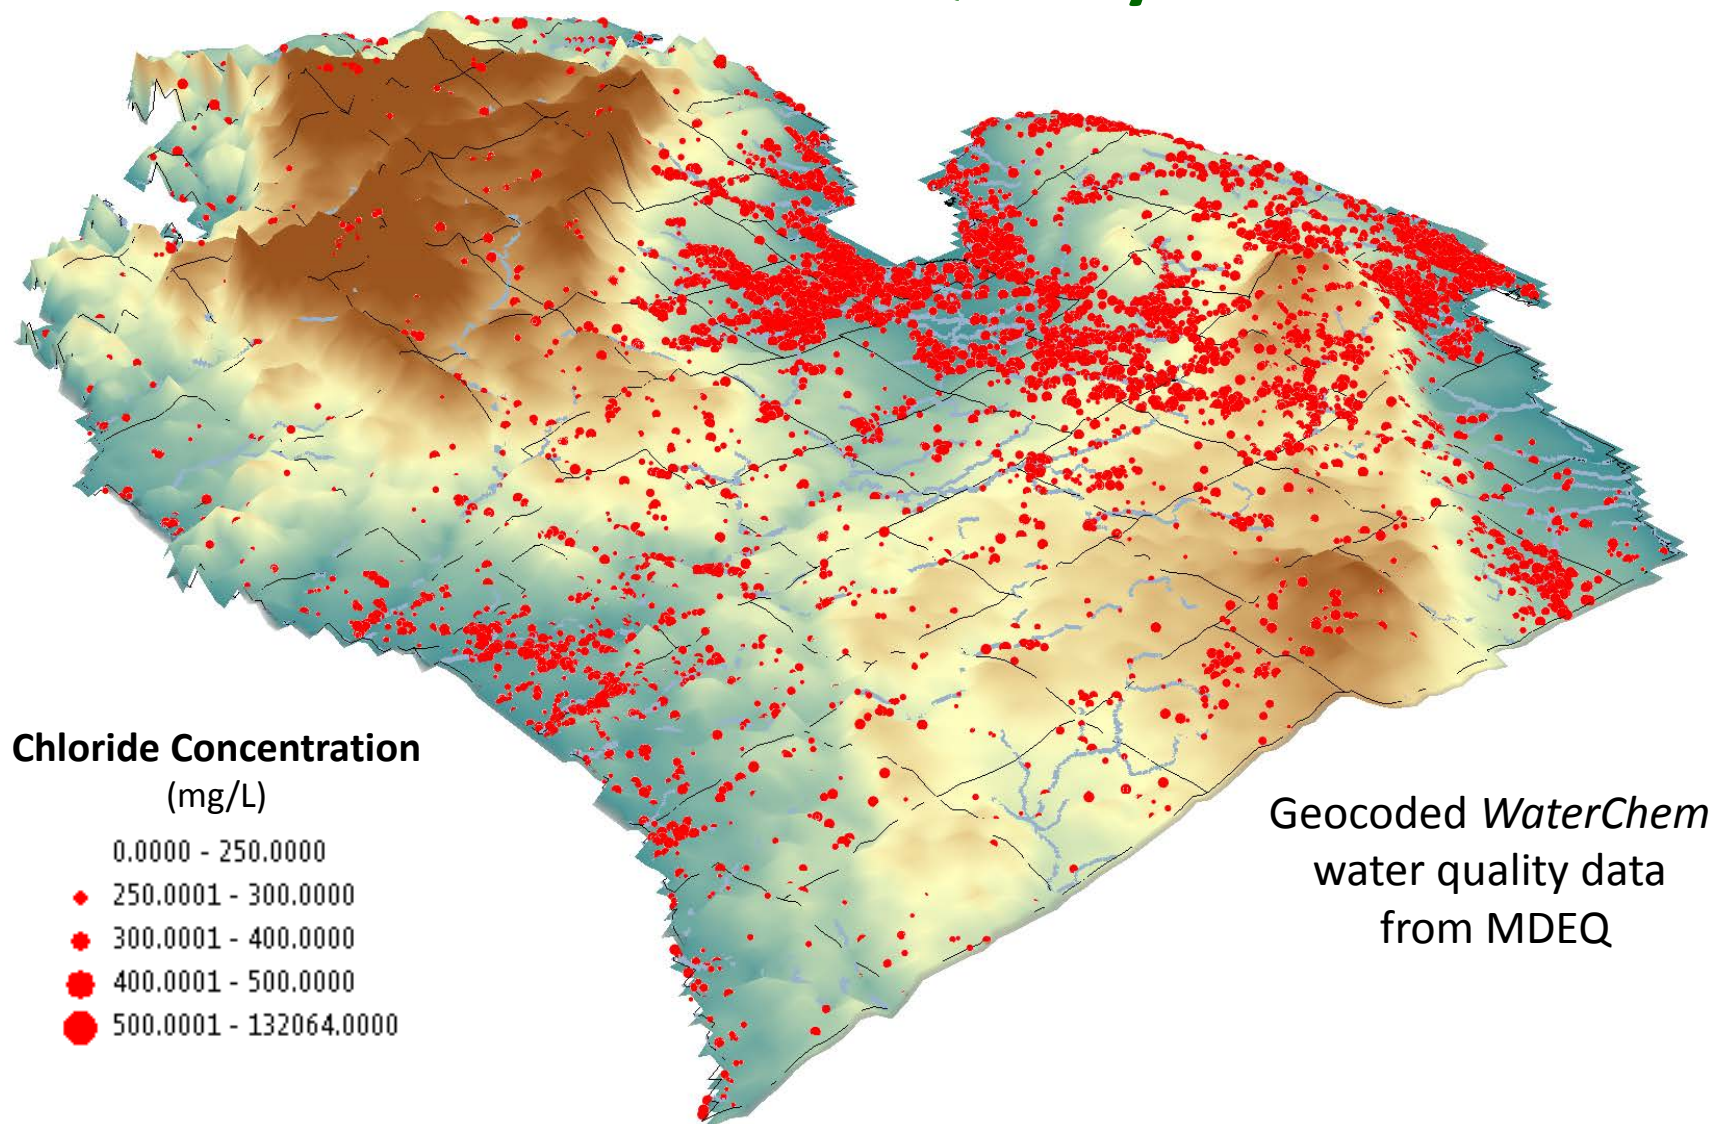 Chloride Concentration
(mg/L)
0.0000 - 250.0000
250.0001 - 300.0000
300.0001 - 400.0000
400.0001 - 500.0000
500.0001 - 132064.0000
Geocoded WaterChem
water quality data
from MDEQ